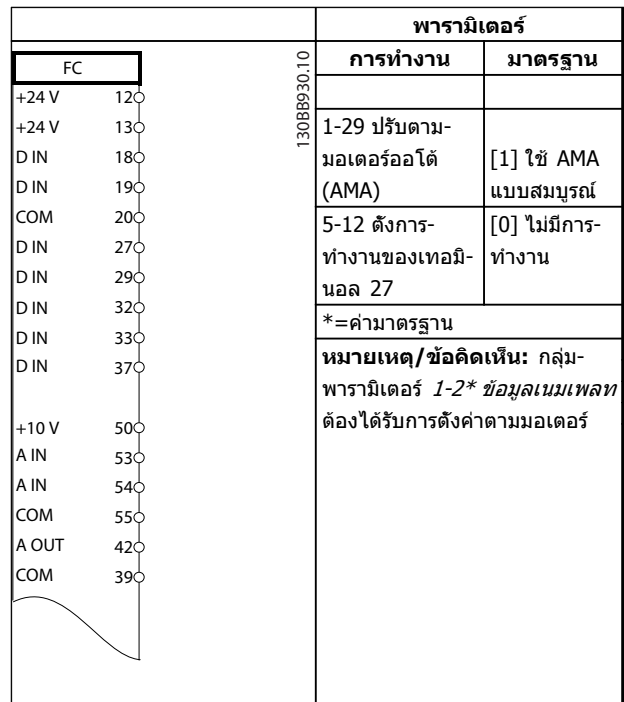 FC
+24 V 12
+24 V 13
D IN 18
D IN 19
COM 20
D IN 27
D IN 29
D IN 32
D IN 33
D IN 37
+10 V 50
A IN 53
A IN 54
COM 55
A OUT 42
COM 39
130BB930.10
พารามิเตอร์
การทำงาน มาตรฐาน
1-29 ปรับตาม-
มอเตอร์ออโต้
(AMA)
[1] ใช้ AMA
แบบสมบูรณ์
5-12 ตั้งการ-
ทำงานของเทอมิ-
นอล 27
[0] ไม่มีการ-
ทำงาน
*=ค่ามาตรฐาน
หมายเหตุ/ข้อคิดเห็น: กลุ่ม-
พารามิเตอร์ 1-2* ข้อมูลเนมเพลท
ต้องได้รับการตั้งค่าตามมอเตอร์